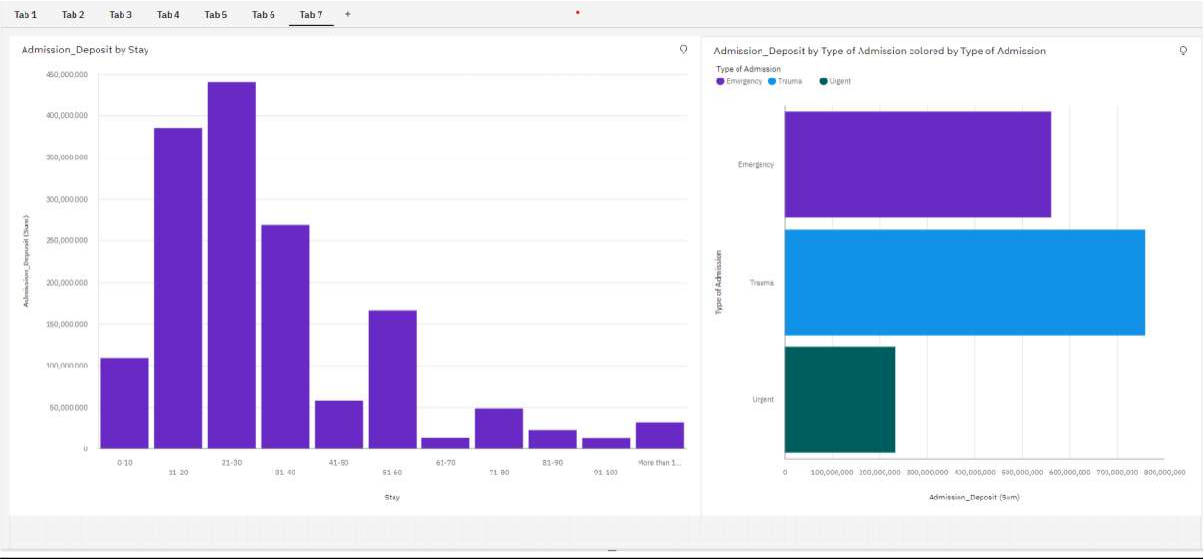 Tab 1 Tab 2 Tab 3 Tab 4 Tab 5 Tab 6 Tab 7 +
Admission_Deposit by Stay
450,000,000
400,000,000
350,000,000
300,000,000
250,000,000
200,000,000
150,000,000
100,000,000
50,000,000
0
Admission_Deposit (Sum)
0-10
11-20
21-30
31-40
41-50
51-60
61-70
71-80
81-90
91-100
More than 1...
Stay
Admission_Deposit by Type of Admission colored by Type of Admission
Type of Admission
Emergency Trauma Urgent
Type of Admission
Emergency
Trauma
Urgent
0 100,000,000 200,000,000 300,000,000 400,000,000 500,000,000 600,000,000 700,000,000 800,000,000
Admission_Deposit (Sum)